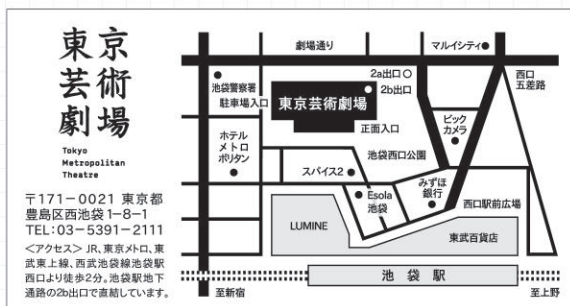 東京
芸術
劇場
Tokyo
Metropolitan
Theatre
〒171-0021 東京都
豊島区西池袋1-8-1
TEL:03-5391-2111
<アクセス> JR、東京メトロ、東
武東上線、西武池袋線池袋駅
西口より徒歩2分。池袋駅地下
通路の2b出口で直結しています。
劇場通り
マルイシティ
2a出口
2b出口
西口
五差路
池袋警察署
駐車場入口
東京芸術劇場
正面入口
ビック
カメラ
ホテル
メトロ
ポリタン
池袋西口公園
スパイス2
Esola
池袋
みずほ
銀行
西口駅前広場
LUMINE
東武百貨店
池袋駅
至新宿
至上野